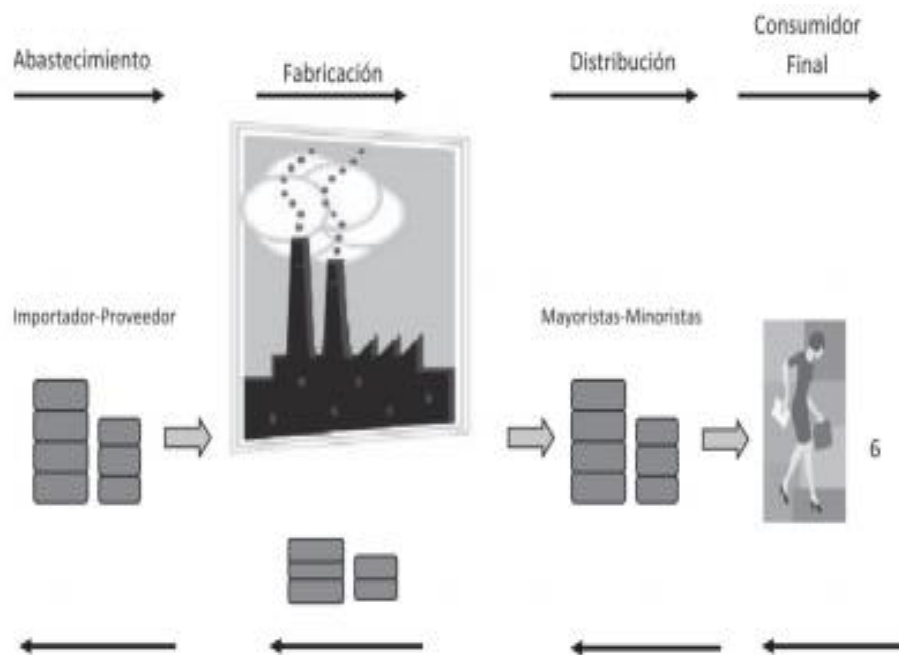 Abastecimiento
Fabricación
Distribución
Consumidor
Final
Importador-Proveedor
Mayoristas-Minoristas
6